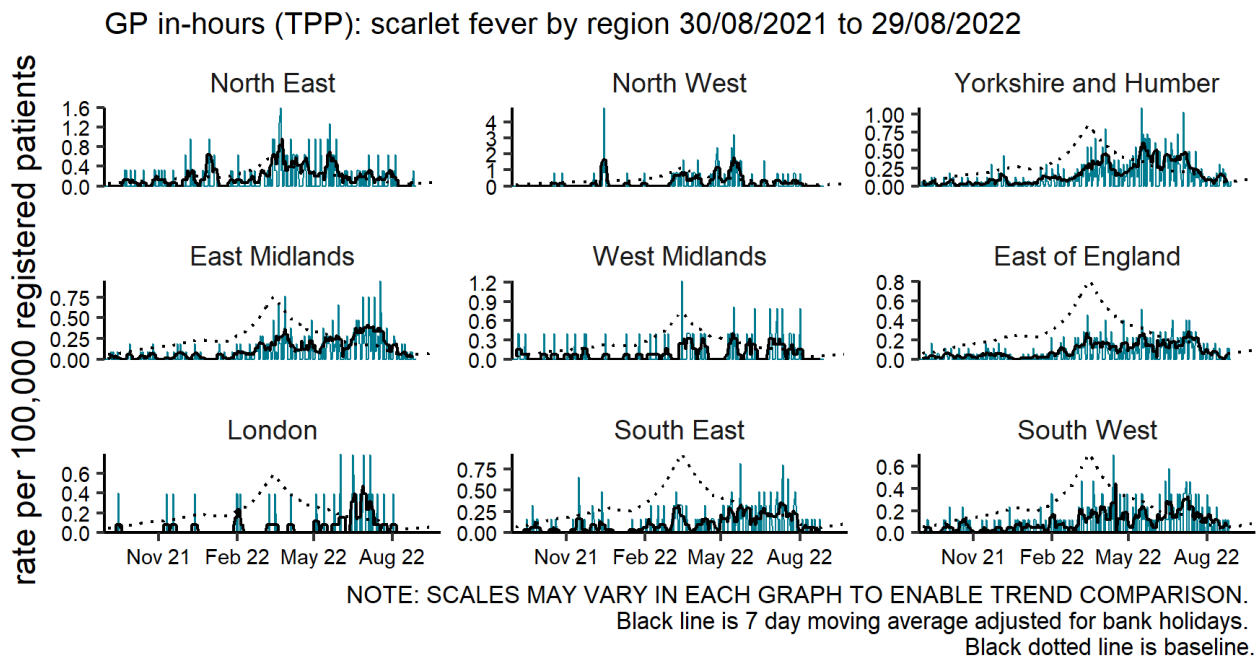 GP in-hours (TPP): scarlet fever by region 30/08/2021 to 29/08/2022
rate per 100,000 registered patients
North East
1.6
1.2
0.8
0.4
0.0
North West
4
3
2
1
0
Yorkshire and Humber
1.00
0.75
0.50
0.25
0.00
East Midlands
0.75
0.50
0.25
0.00
West Midlands
1.2
0.9
0.6
0.3
0.0
East of England
0.8
0.6
0.4
0.2
0.0
London
0.6
0.4
0.2
0.0
Nov 21 Feb 22 May 22 Aug 22
South East
0.75
0.50
0.25
0.00
Nov 21 Feb 22 May 22 Aug 22
South West
0.6
0.4
0.2
0.0
Nov 21 Feb 22 May 22 Aug 22
NOTE: SCALES MAY VARY IN EACH GRAPH TO ENABLE TREND COMPARISON.
Black line is 7 day moving average adjusted for bank holidays.
Black dotted line is baseline.